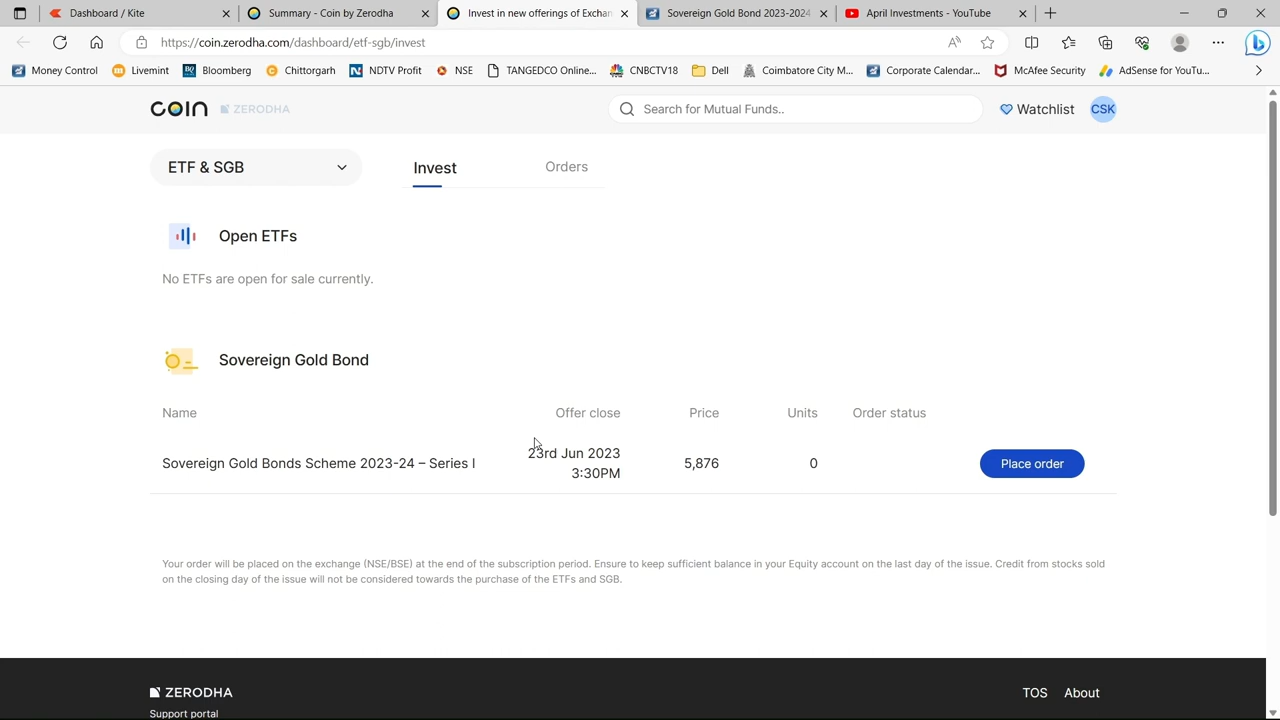 Dashboard / Kite
Summary - Coin by Zerodha
Invest in new offerings of Exchan
Sovereign Gold Bond 2023-2024
April Investments - YouTube
https://coin.zerodha.com/dashboard/etf-sgb/invest
Money Control
Livemint
BQ Bloomberg
Chittorgarh
NDTV Profit
NSE
TANGEDCO Online...
CNBCTV18
Dell
Coimbatore City M...
Corporate Calendar...
McAfee Security
AdSense for YouTu...
coin ZERODHA
Search for Mutual Funds..
Watchlist
CSK
ETF & SGB
Invest
Orders
Open ETFs
No ETFs are open for sale currently.
Sovereign Gold Bond
Name Offer close Price Units Order status
Sovereign Gold Bonds Scheme 2023-24 – Series I 23rd Jun 2023 5,876 0 Place order
3:30PM
Your order will be placed on the exchange (NSE/BSE) at the end of the subscription period. Ensure to keep sufficient balance in your Equity account on the last day of the issue. Credit from stocks sold
on the closing day of the issue will not be considered towards the purchase of the ETFs and SGB.
ZERODHA
TOS About
Support portal